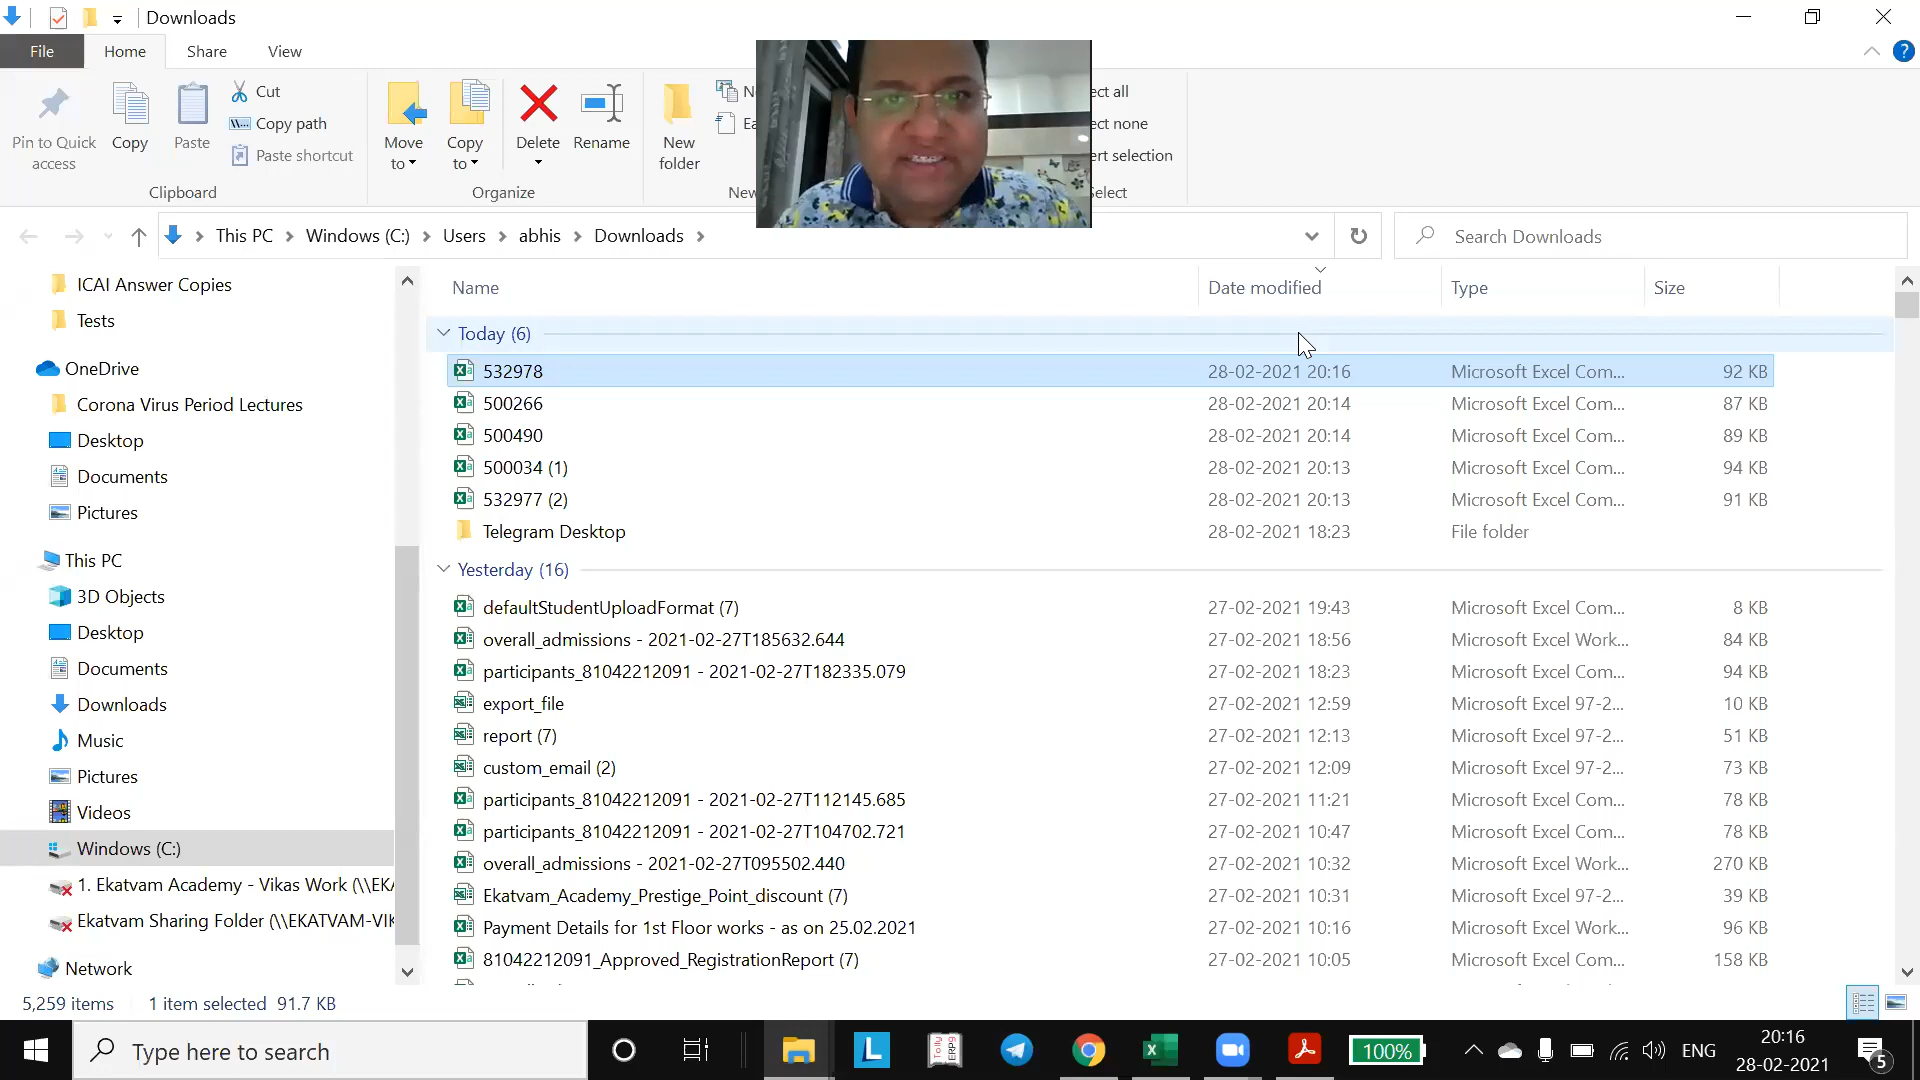 Downloads
File Home Share View
Pin to Quick access
Copy
Paste
Cut
Copy path
Paste shortcut
Clipboard
Move to
Copy to
Delete
Rename
Organize
New folder
This PC Windows (C:) Users abhis Downloads
Search Downloads
ICAI Answer Copies
Tests
OneDrive
Corona Virus Period Lectures
Desktop
Documents
Pictures
This PC
3D Objects
Desktop
Documents
Downloads
Music
Pictures
Videos
Windows (C:)
1. Ekatvam Academy - Vikas Work (\\EKA
Ekatvam Sharing Folder (\\EKATVAM-VIK
Network
Name Date modified Type Size
Today (6)
532978 28-02-2021 20:16 Microsoft Excel Com... 92 KB
500266 28-02-2021 20:14 Microsoft Excel Com... 87 KB
500490 28-02-2021 20:14 Microsoft Excel Com... 89 KB
500034 (1) 28-02-2021 20:13 Microsoft Excel Com... 94 KB
532977 (2) 28-02-2021 20:13 Microsoft Excel Com... 91 KB
Telegram Desktop 28-02-2021 18:23 File folder
Yesterday (16)
defaultStudentUploadFormat (7) 27-02-2021 19:43 Microsoft Excel Com... 8 KB
overall_admissions - 2021-02-27T185632.644 27-02-2021 18:56 Microsoft Excel Work... 84 KB
participants_81042212091 - 2021-02-27T182335.079 27-02-2021 18:23 Microsoft Excel Com... 94 KB
export_file 27-02-2021 12:59 Microsoft Excel 97-2... 10 KB
report (7) 27-02-2021 12:13 Microsoft Excel 97-2... 51 KB
custom_email (2) 27-02-2021 12:09 Microsoft Excel 97-2... 73 KB
participants_81042212091 - 2021-02-27T112145.685 27-02-2021 11:21 Microsoft Excel Com... 78 KB
participants_81042212091 - 2021-02-27T104702.721 27-02-2021 10:47 Microsoft Excel Com... 78 KB
overall_admissions - 2021-02-27T095502.440 27-02-2021 10:32 Microsoft Excel Work... 270 KB
Ekatvam_Academy_Prestige_Point_discount (7) 27-02-2021 10:31 Microsoft Excel 97-2... 39 KB
Payment Details for 1st Floor works - as on 25.02.2021 27-02-2021 10:16 Microsoft Excel Work... 96 KB
81042212091_Approved_RegistrationReport (7) 27-02-2021 10:05 Microsoft Excel Com... 158 KB
5,259 items 1 item selected 91.7 KB
Type here to search
100%
ENG
20:16
28-02-2021
5